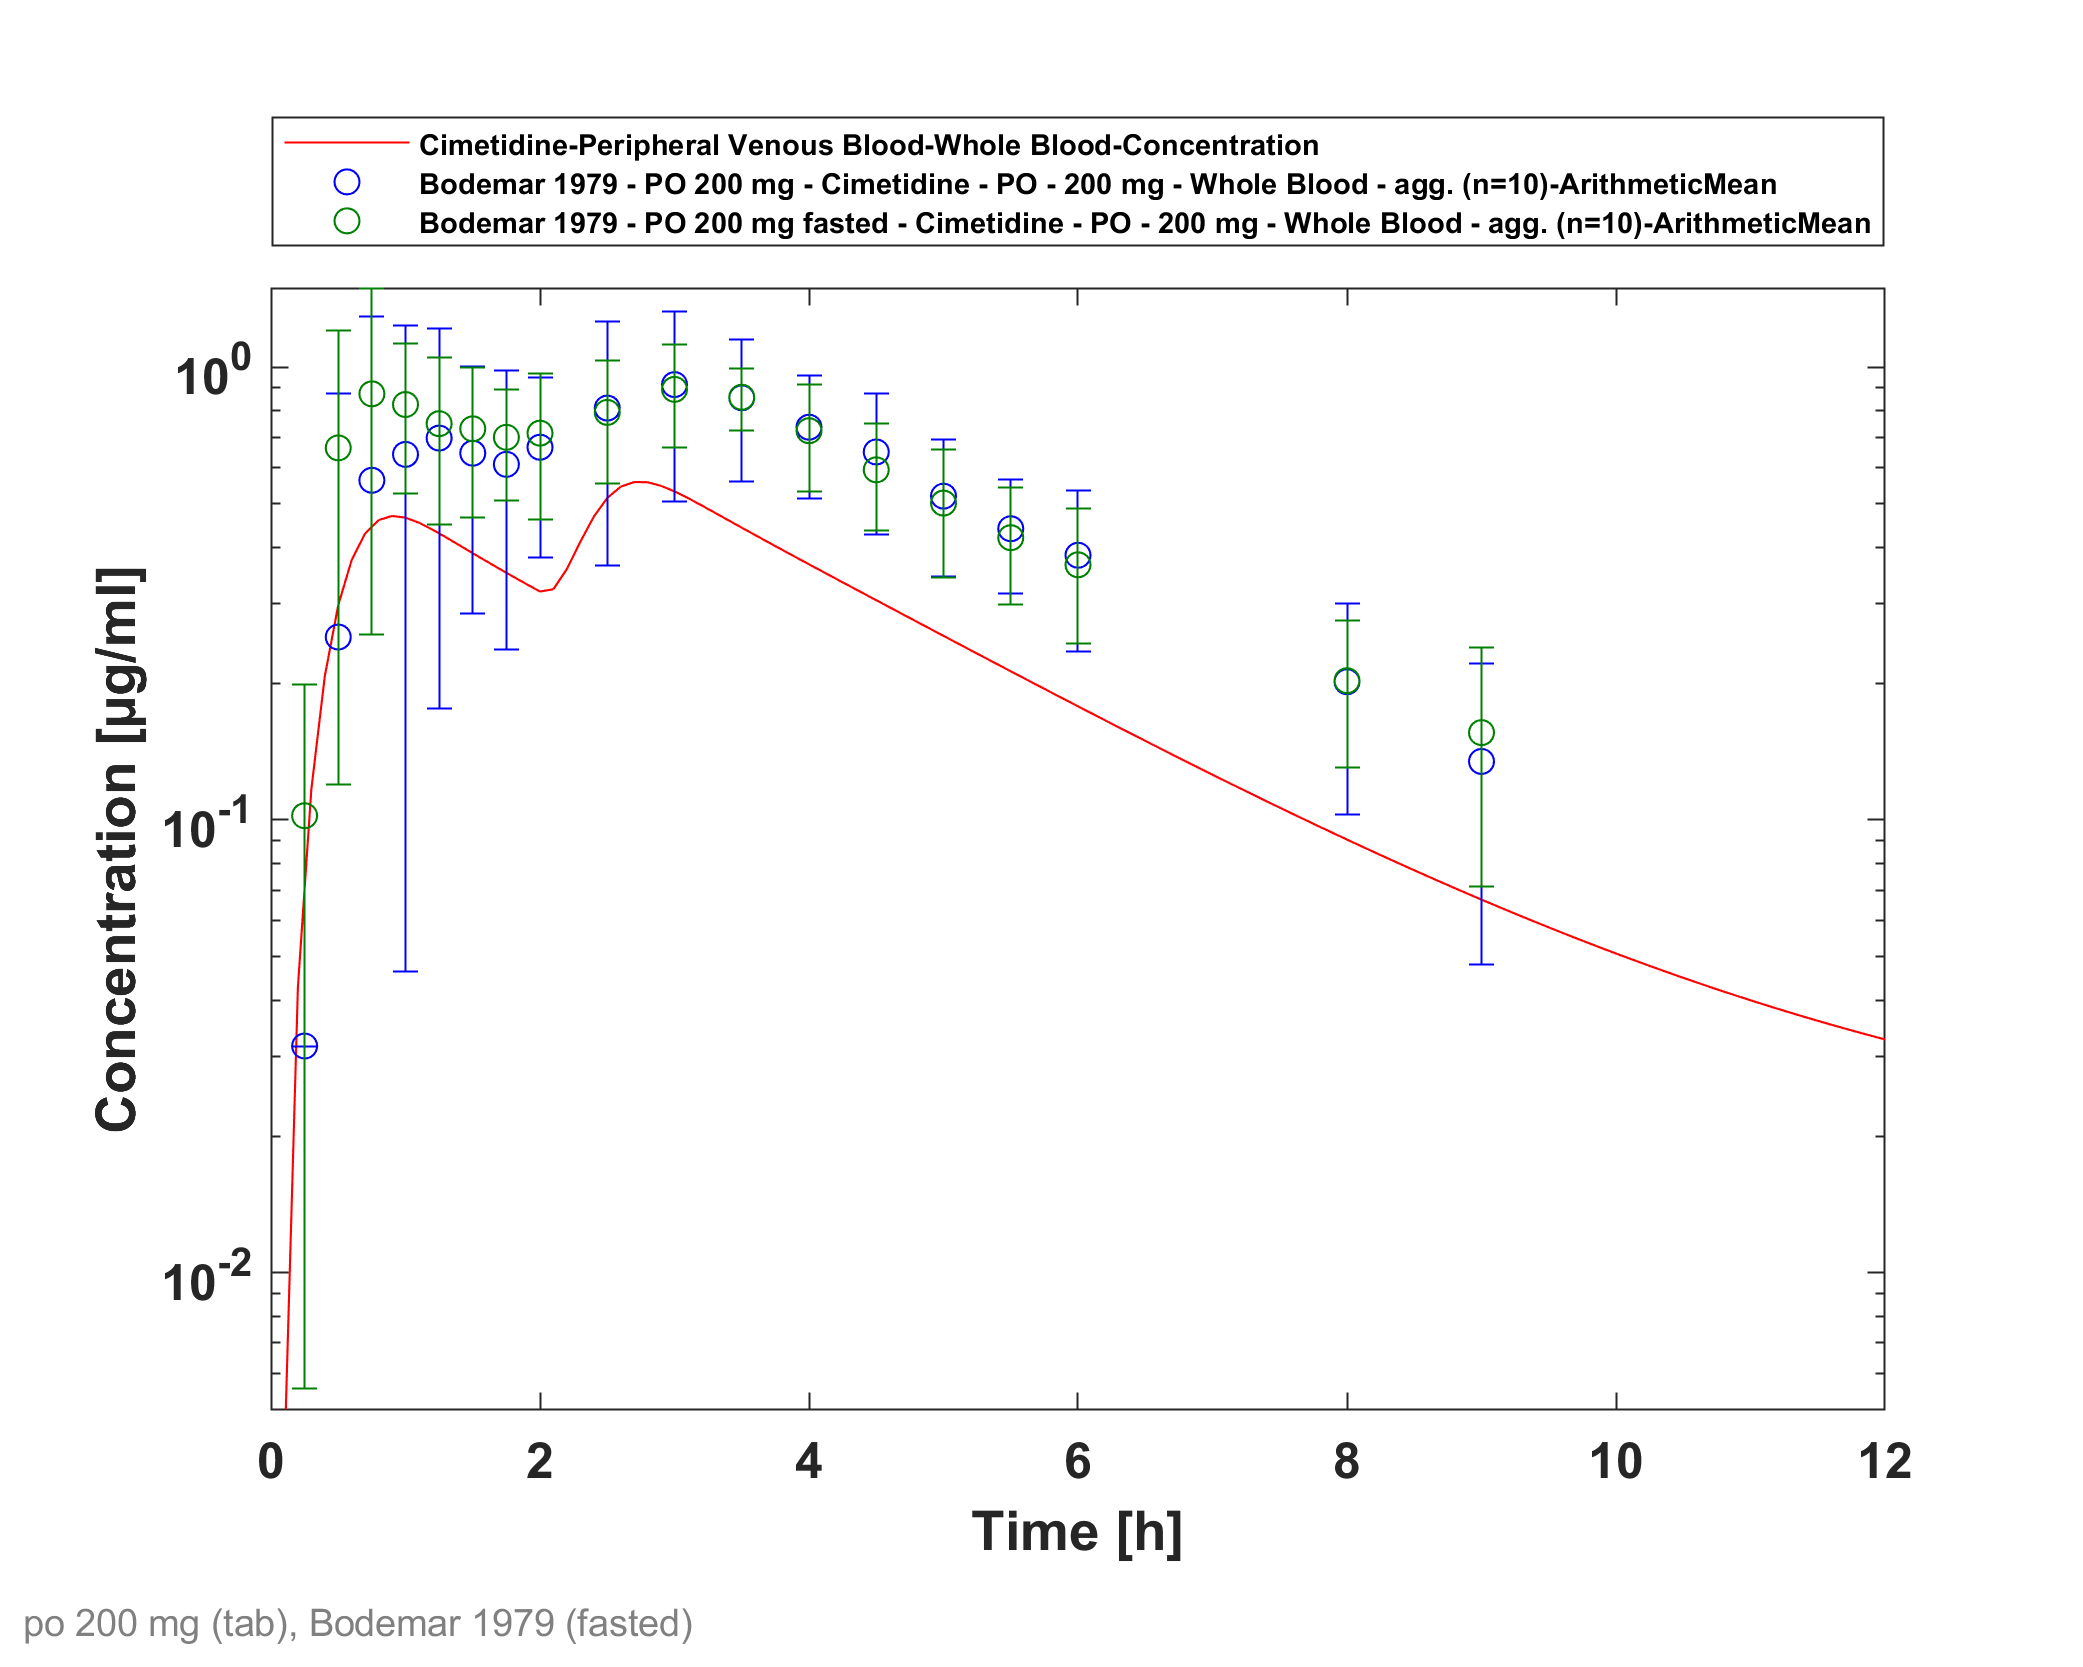 Cimetidine-Peripheral Venous Blood-Whole Blood-Concentration
Bodemar 1979 - PO 200 mg - Cimetidine - PO - 200 mg - Whole Blood - agg. (n=10)-ArithmeticMean
Bodemar 1979 - PO 200 mg fasted - Cimetidine - PO - 200 mg - Whole Blood - agg. (n=10)-ArithmeticMean
10^0
10^-1
10^-2
Concentration [µg/ml]
0 2 4 6 8 10 12
Time [h]
po 200 mg (tab), Bodemar 1979 (fasted)